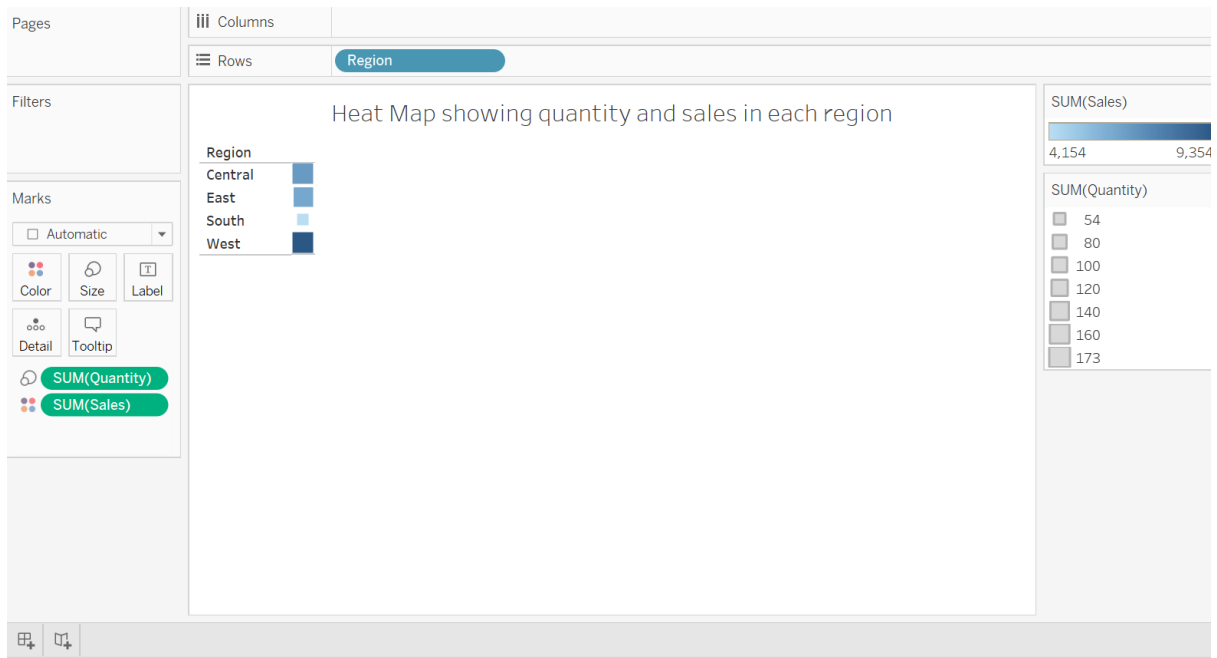 Pages
Columns
Rows
Region
Filters
Marks
Automatic
Color
Size
T
Label
Detail
Tooltip
SUM(Quantity)
SUM(Sales)
Heat Map showing quantity and sales in each region
Region
Central
East
South
West
SUM(Sales)
4,154 9,354
SUM(Quantity)
54
80
100
120
140
160
173